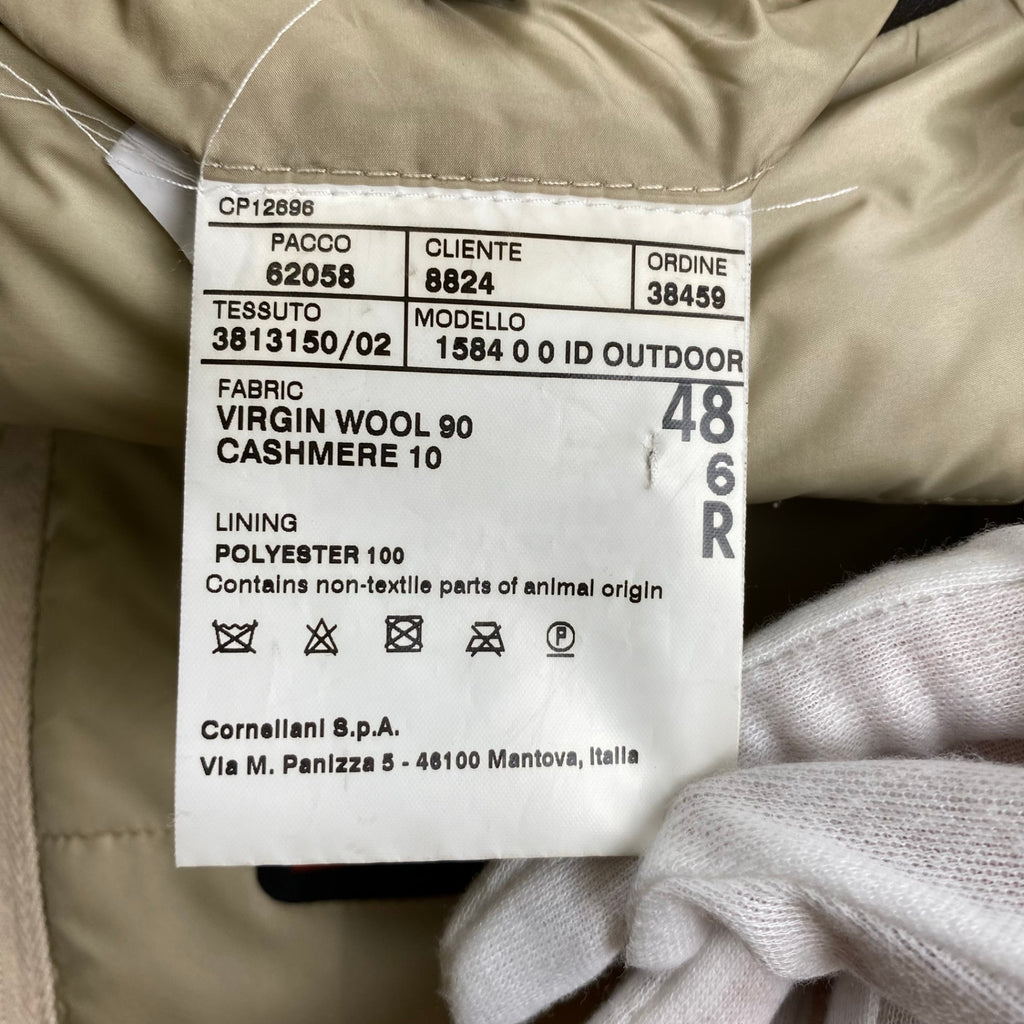 CP12696
PACCO
62058
CLIENTE
8824
ORDINE
38459
TESSUTO
3813150/02
MODELLO
1584 0 0 ID OUTDOOR
FABRIC
VIRGIN WOOL 90
CASHMERE 10
48
6
R
LINING
POLYESTER 100
Contains non-textile parts of animal origin
P
Corneliani S.p.A.
Via M. Panizza 5 - 46100 Mantova, Italia